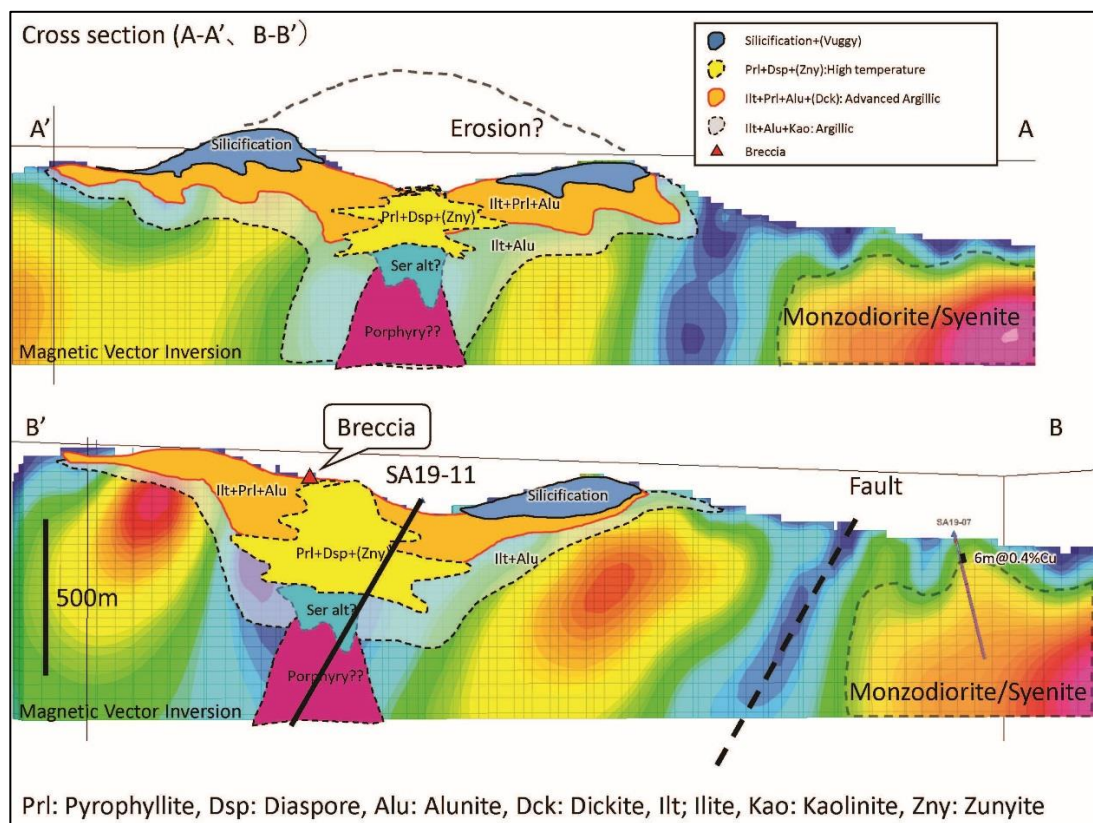 Cross section (A-A'、B-B')
Silicification+(Vuggy)
Prl+Dsp+(Zny):High temperature
Ilt+Prl+Alu+(Dck): Advanced Argillic
Ilt+Alu+Kao: Argillic
Breccia
A'
Erosion?
A
Silicification
Ilt+Prl+Alu
Prl+Dsp+(Zny)
Ilt+Alu
Ser alt?
Porphyry??
Monzodiorite/Syenite
Magnetic Vector Inversion
B'
Breccia
B
SA19-11
Ilt+Prl+Alu
Silicification
Fault
SA19-07
6m@0.4%Cu
Prl+Dsp+(Zny)
Ilt+Alu
500m
Ser alt?
Porphyry??
Monzodiorite/Syenite
Magnetic Vector Inversion
Prl: Pyrophyllite, Dsp: Diaspore, Alu: Alunite, Dck: Dickite, Ilt; Ilite, Kao: Kaolinite, Zny: Zunyite